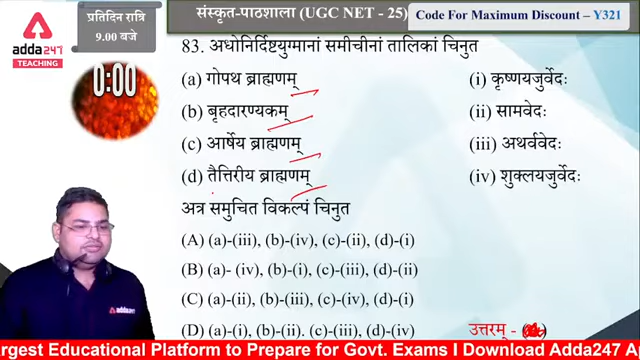 प्रतिदिन रात्रि
9.00 बजे
संस्कृत-पाठशाला (UGC NET - 25)
Code For Maximum Discount – Y321
adda247
TEACHING
0:00
83. अधोनिर्दिष्टयुग्मानां समीचीनां तालिकां चिनुत
(a) गोपथ ब्राह्मणम् (i) कृष्णयजुर्वेदः
(b) बृहदारण्यकम् (ii) सामवेदः
(c) आर्षेय ब्राह्मणम् (iii) अथर्ववेदः
(d) तैत्तिरीय ब्राह्मणम् (iv) शुक्लयजुर्वेदः
अत्र समुचित विकल्पं चिनुत
(A) (a)-(iii), (b)-(iv), (c)-(ii), (d)-(i)
(B) (a)- (iv), (b)-(i), (c)-(iii), (d)-(ii)
(C) (a)-(ii), (b)-(iii), (c)-(iv), (d)-(i)
(D) (a)-(i), (b)-(ii). (c)-(iii), (d)-(iv)
उत्तरम् -
argest Educational Platform to Prepare for Govt. Exams I Download Adda247 A